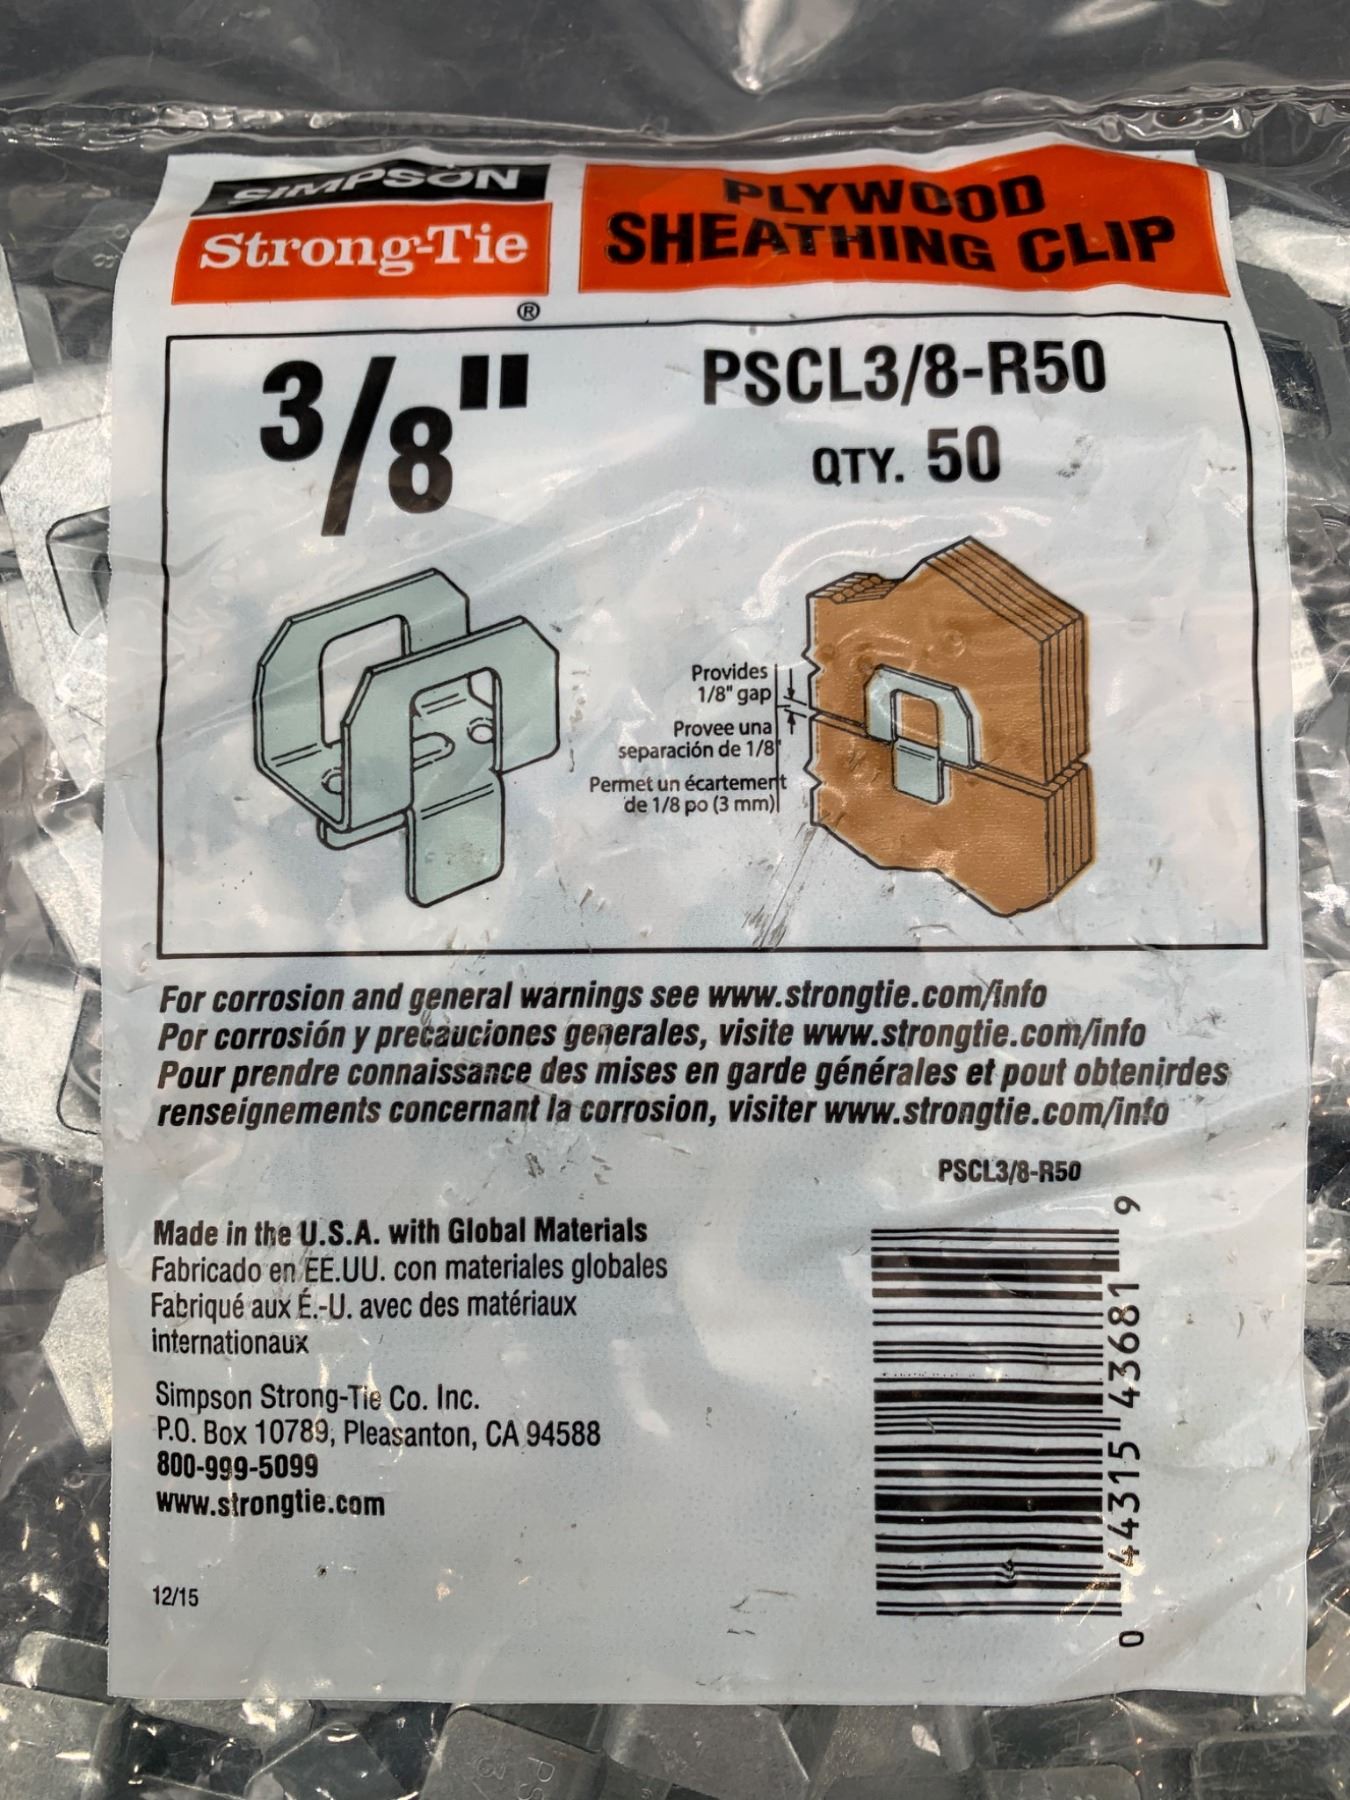 SIMPSON
Strong-Tie
®
PLYWOOD
SHEATHING CLIP
3/8"
PSCL3/8-R50
QTY. 50
Provides
1/8" gap
Provee una
separación de 1/8"
Permet un écartement
de 1/8 po (3 mm)
For corrosion and general warnings see www.strongtie.com/info
Por corrosión y precauciones generales, visite www.strongtie.com/info
Pour prendre connaissance des mises en garde générales et pout obtenirdes
renseignements concernant la corrosion, visiter www.strongtie.com/info
PSCL3/8-R50
Made in the U.S.A. with Global Materials
Fabricado en EE.UU. con materiales globales
Fabriqué aux É.-U. avec des matériaux
internationaux
Simpson Strong-Tie Co. Inc.
P.O. Box 10789, Pleasanton, CA 94588
800-999-5099
www.strongtie.com
12/15
0 44315 43681 9